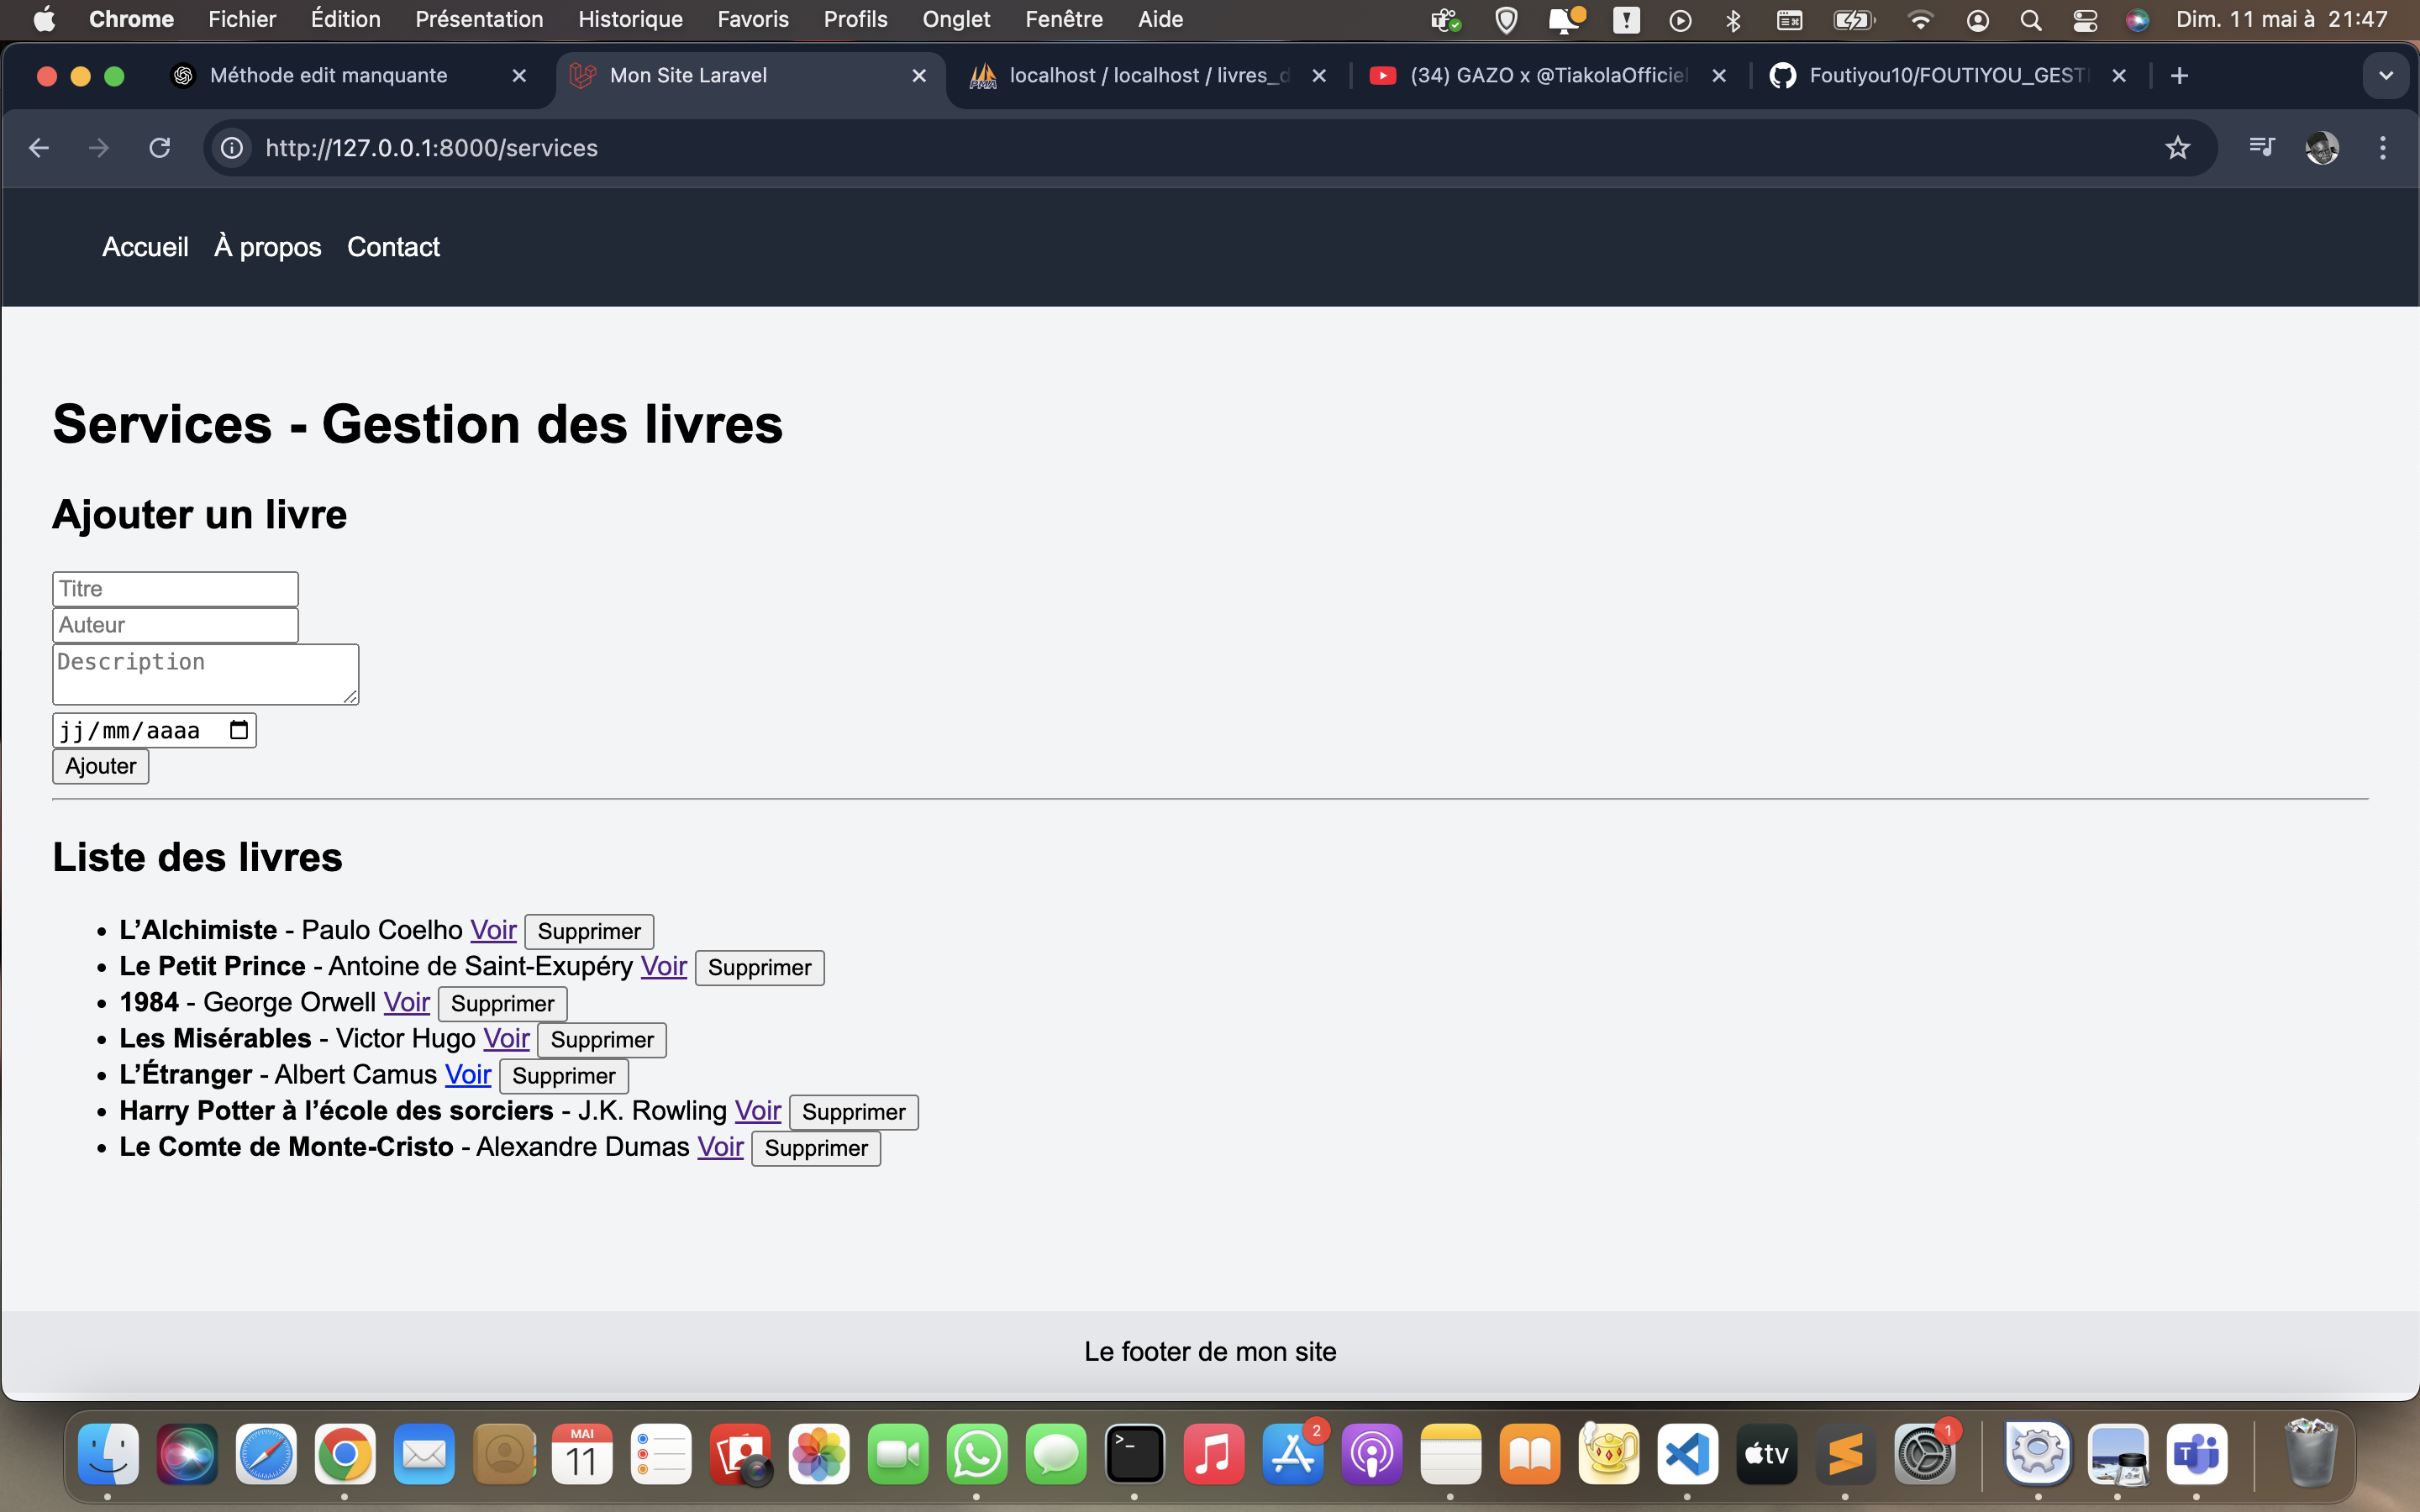 Chrome Fichier Édition Présentation Historique Favoris Profils Onglet Fenêtre Aide Dim. 11 mai à 21:47
Méthode edit manquante
Mon Site Laravel
localhost / localhost / livres_d
(34) GAZO x @TiakolaOfficiel
Foutiyou10/FOUTIYOU_GEST
http://127.0.0.1:8000/services
Accueil À propos Contact
Services - Gestion des livres
Ajouter un livre
Titre
Auteur
Description
jj/mm/aaaa
Ajouter
Liste des livres
L’Alchimiste - Paulo Coelho Voir Supprimer
Le Petit Prince - Antoine de Saint-Exupéry Voir Supprimer
1984 - George Orwell Voir Supprimer
Les Misérables - Victor Hugo Voir Supprimer
L’Étranger - Albert Camus Voir Supprimer
Harry Potter à l’école des sorciers - J.K. Rowling Voir Supprimer
Le Comte de Monte-Cristo - Alexandre Dumas Voir Supprimer
Le footer de mon site
MAI
11
2
tv
1